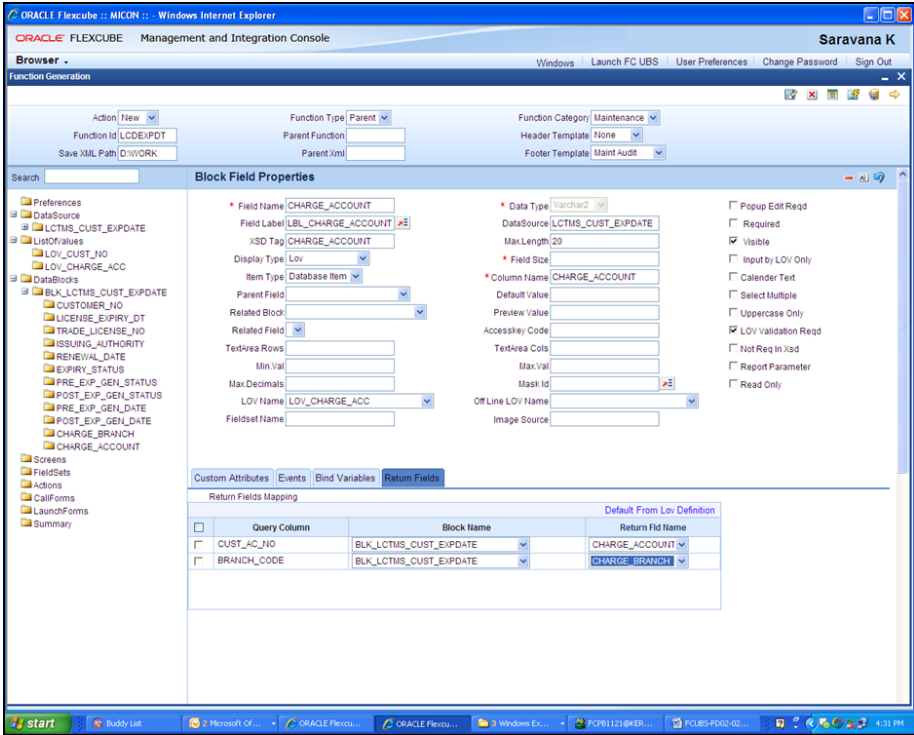 ORACLE Flexcube :: MICON :: - Windows Internet Explorer
ORACLE FLEXCUBE Management and Integration Console Saravana K
Browser Windows Launch FC UBS User Preferences Change Password Sign Out
Function Generation
Action New Function Type Parent Function Category Maintenance
Function Id LCDEXPDT Parent Function Header Template None
Save XML Path D:\WORK Parent Xml Footer Template Maint Audit
Search
Preferences
DataSource
LCTMS_CUST_EXPDATE
ListOfValues
LOV_CUST_NO
LOV_CHARGE_ACC
DataBlocks
BLK_LCTMS_CUST_EXPDATE
CUSTOMER_NO
LICENSE_EXPIRY_DT
TRADE_LICENSE_NO
ISSUING_AUTHORITY
RENEWAL_DATE
EXPIRY_STATUS
PRE_EXP_GEN_STATUS
POST_EXP_GEN_STATUS
PRE_EXP_GEN_DATE
POST_EXP_GEN_DATE
CHARGE_BRANCH
CHARGE_ACCOUNT
Screens
FieldSets
Actions
CallForms
LaunchForms
Summary
Block Field Properties
* Field Name CHARGE_ACCOUNT * Data Type Varchar2 Popup Edit Reqd
Field Label LBL_CHARGE_ACCOUNT DataSource LCTMS_CUST_EXPDATE Required
XSD Tag CHARGE_ACCOUNT Max.Length 20 Visible
Display Type Lov * Field Size Input by LOV Only
Item Type Database Item * Column Name CHARGE_ACCOUNT Calender Text
Parent Field Default Value Select Multiple
Related Block Preview Value Uppercase Only
Related Field Accesskey Code LOV Validation Reqd
TextArea Rows TextArea Cols Not Req In Xsd
Min.Val Max.Val Report Parameter
Max.Decimals Mask Id Read Only
LOV Name LOV_CHARGE_ACC Off Line LOV Name
Fieldset Name Image Source
Custom Attributes Events Bind Variables Return Fields
Return Fields Mapping
Default From Lov Definition
Query Column Block Name Return Fld Name
CUST_AC_NO BLK_LCTMS_CUST_EXPDATE CHARGE_ACCOUNT
BRANCH_CODE BLK_LCTMS_CUST_EXPDATE CHARGE_BRANCH
start Buddy List 2 Microsoft Of... ORACLE Flexcu... ORACLE Flexcu... 3 Windows Ex... FCPB1121@KER... FCUBS-FD02-02... 4:31 PM